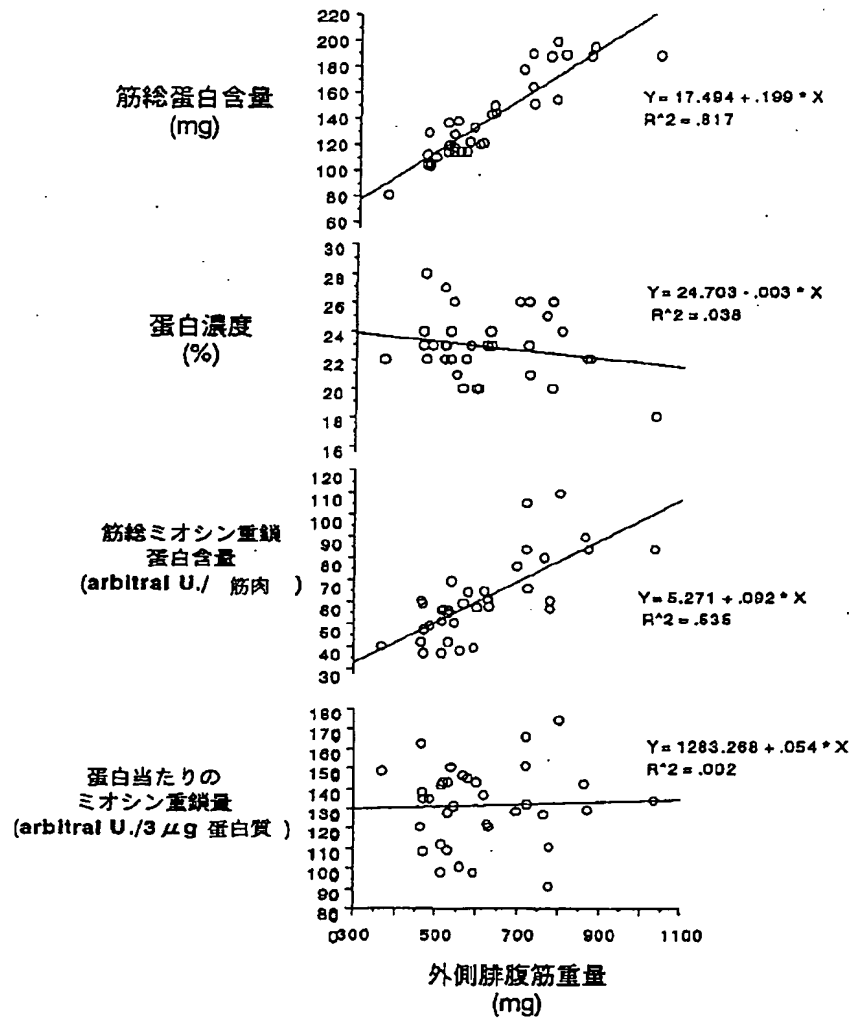 220
200
180
160
140
120
100
80
60
筋総蛋白含量
(mg)
Y= 17.494 + .199 * X
R^2 = .817
30
28
26
24
22
20
18
16
蛋白濃度
(%)
Y= 24.703 - .003 * X
R^2 = .038
120
110
100
90
80
70
60
50
40
30
筋総ミオシン重鎖
蛋白含量
(arbitral U./ 筋肉 )
Y= 5.271 + .092 * X
R^2 = .535
180
170
160
150
140
130
120
110
100
90
80
0
蛋白当たりの
ミオシン重鎖量
(arbitral U./3 μg 蛋白質 )
Y= 1283.268 + .054 * X
R^2 = .002
300 500 700 900 1100
外側腓腹筋重量
(mg)